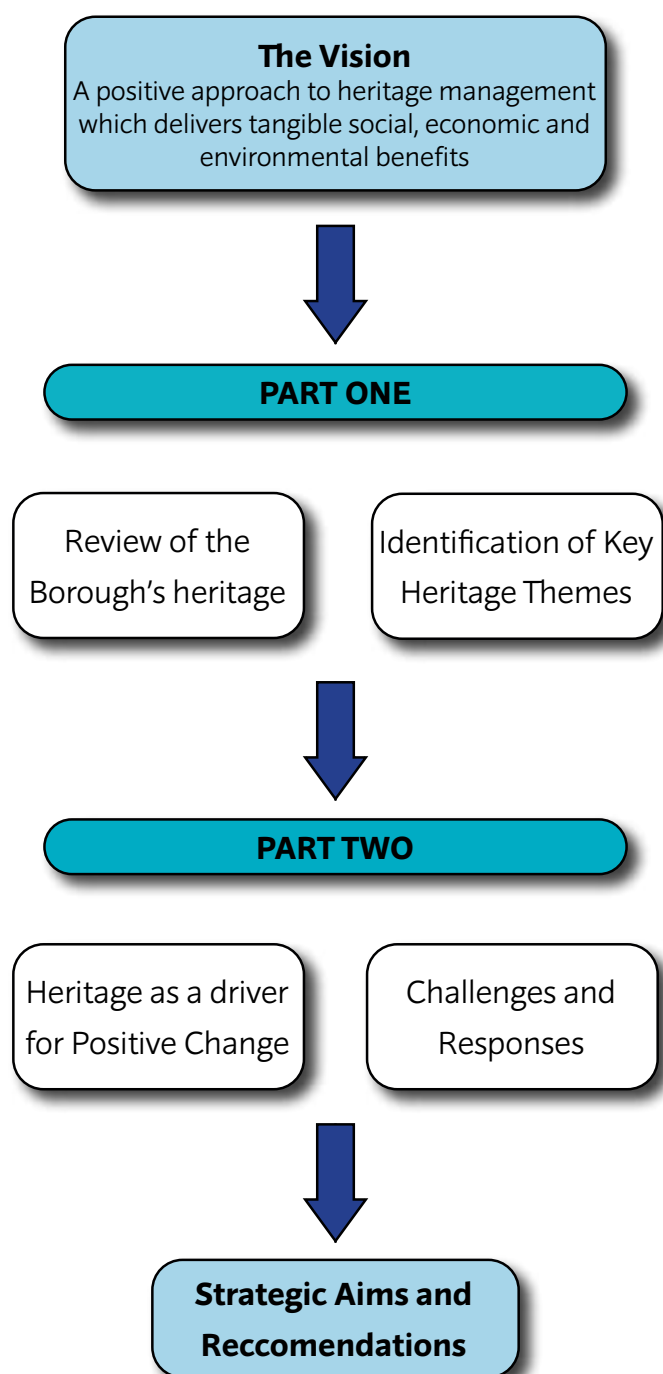 The Vision
A positive approach to heritage management
which delivers tangible social, economic and
environmental benefits
PART ONE
Review of the
Borough's heritage
Identification of Key
Heritage Themes
PART TWO
Heritage as a driver
for Positive Change
Challenges and
Responses
Strategic Aims and
Reccomendations